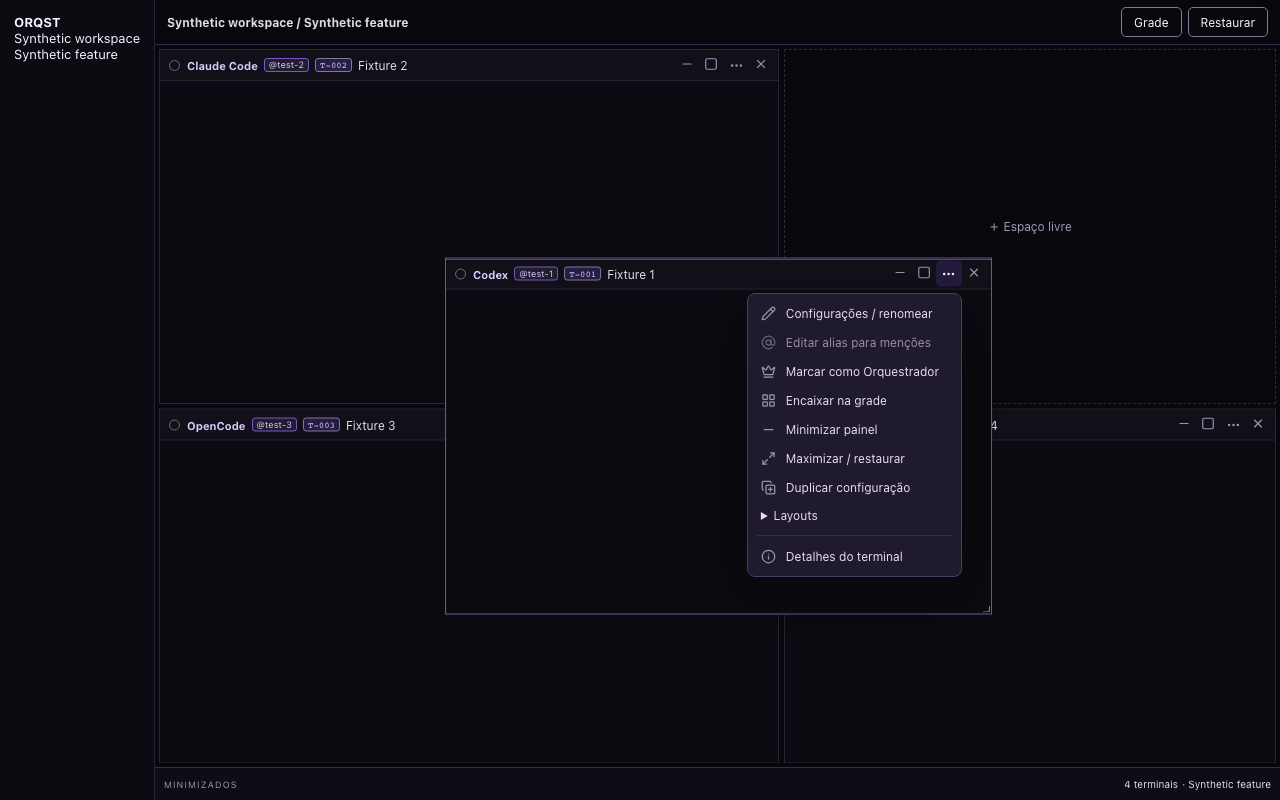 ORQST
Synthetic workspace
Synthetic feature
Synthetic workspace / Synthetic feature
Grade
Restaurar
Claude Code @test-2 T-002 Fixture 2
+ Espaço livre
Codex @test-1 T-001 Fixture 1
Configurações / renomear
Editar alias para menções
Marcar como Orquestrador
Encaixar na grade
Minimizar painel
Maximizar / restaurar
Duplicar configuração
Layouts
Detalhes do terminal
OpenCode @test-3 T-003 Fixture 3
4
MINIMIZADOS
4 terminais · Synthetic feature